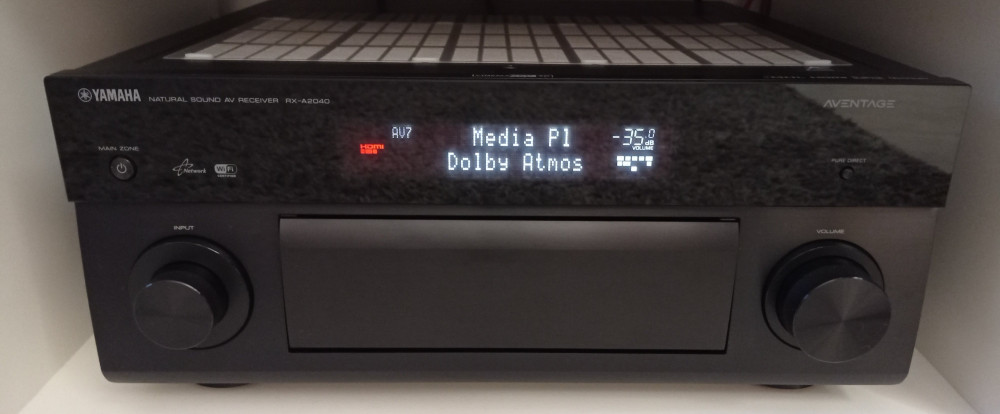 YAMAHA NATURAL SOUND AV RECEIVER RX-A2040
AVENTAGE
AV7
HDMI
Media Pl
Dolby Atmos
-35.0 dB
VOLUME
MAIN ZONE
Network
Wi Fi
PURE DIRECT
INPUT
VOLUME